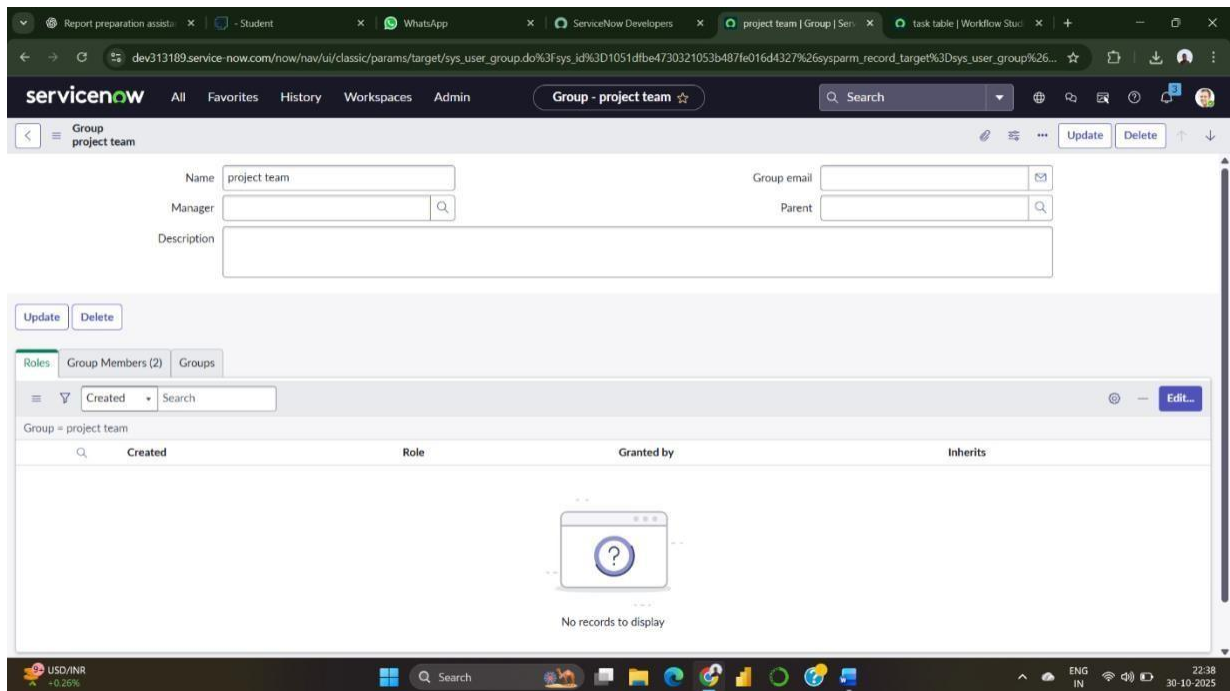 Report preparation assista
- Student
WhatsApp
ServiceNow Developers
project team | Group | Serv
task table | Workflow Stud
dev313189.service-now.com/now/nav/ui/classic/params/target/sys_user_group.do%3Fsys_id%3D1051dfbe4730321053b487fe016d4327%26sysparm_record_target%3Dsys_user_group%26...
servicenow All Favorites History Workspaces Admin Group - project team Search 3
Group
project team
Update Delete
Name project team Group email
Manager Parent
Description
Update Delete
Roles Group Members (2) Groups
Created Search Edit...
Group = project team
Created Role Granted by Inherits
?
No records to display
9+ USD/INR
+0.26%
Search
ENG
IN
22:38
30-10-2025